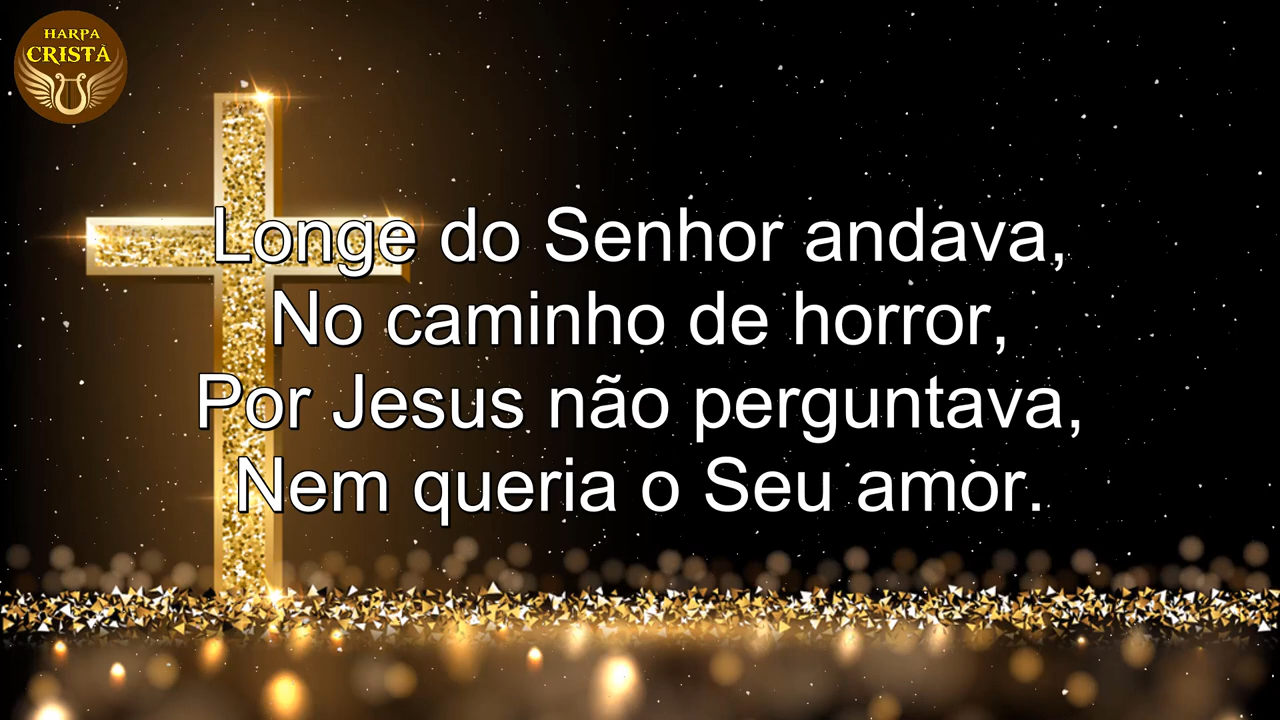 HARPA
CRISTÃ
Longe do Senhor andava,
No caminho de horror,
Por Jesus não perguntava,
Nem queria o Seu amor.